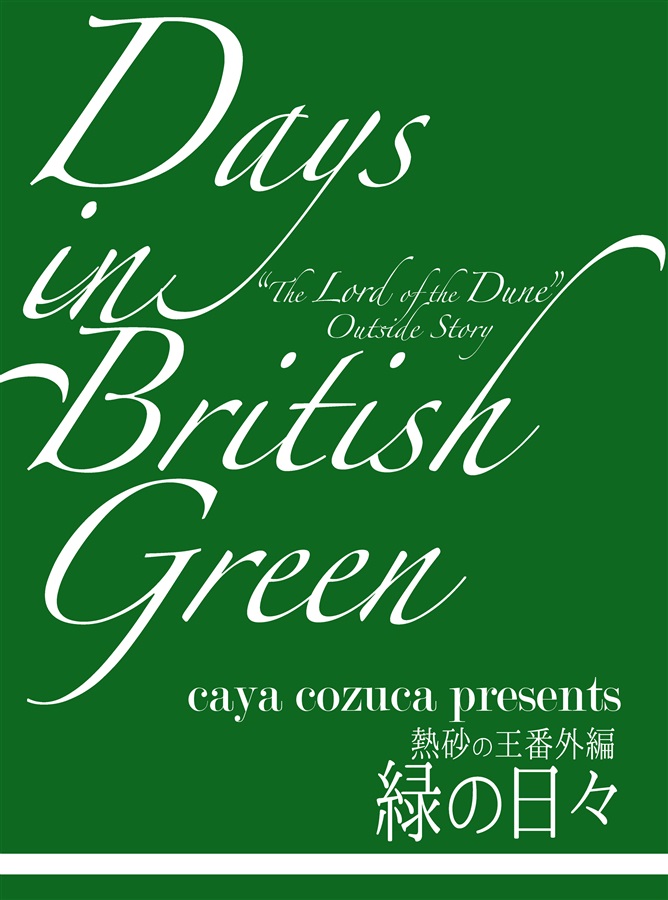 Days
in
"The Lord of the Dune"
Outside Story
British
Green
caya cozuca presents
熱砂の王番外編
緑の日々